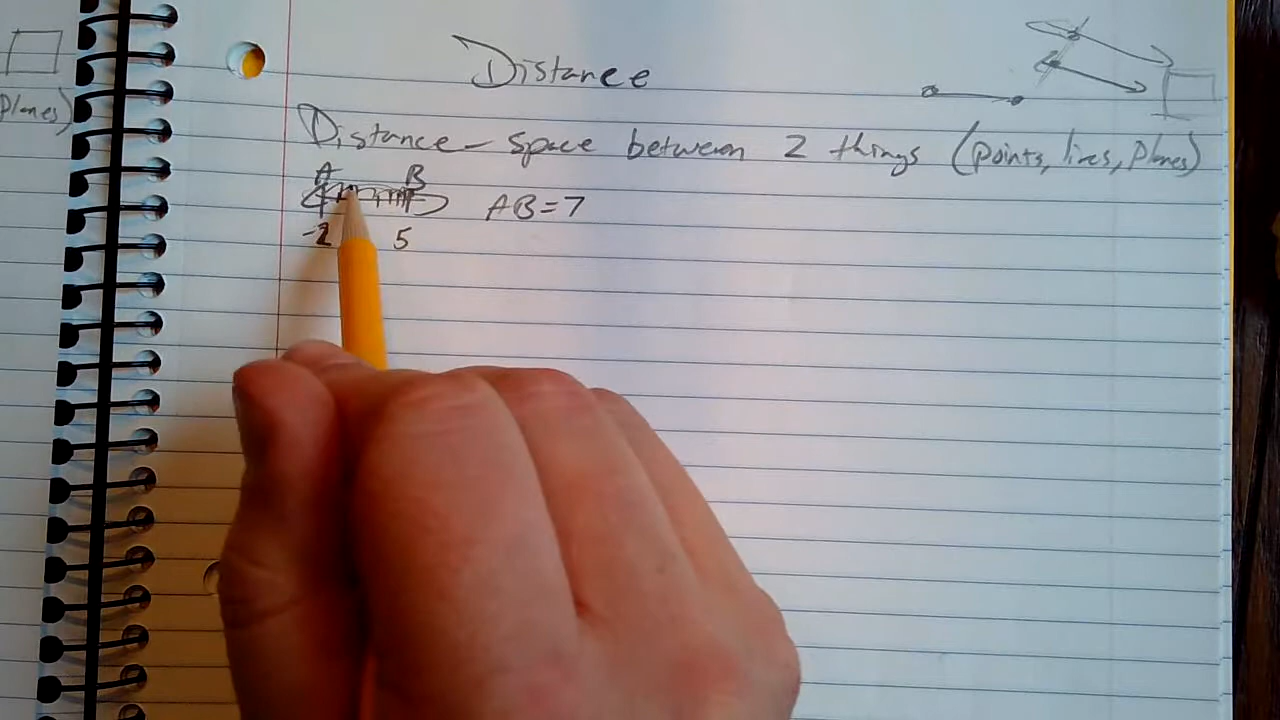 Distance
Planes)
Distance - space between 2 things (points, lines, planes)
A B
AB=7
-2 5